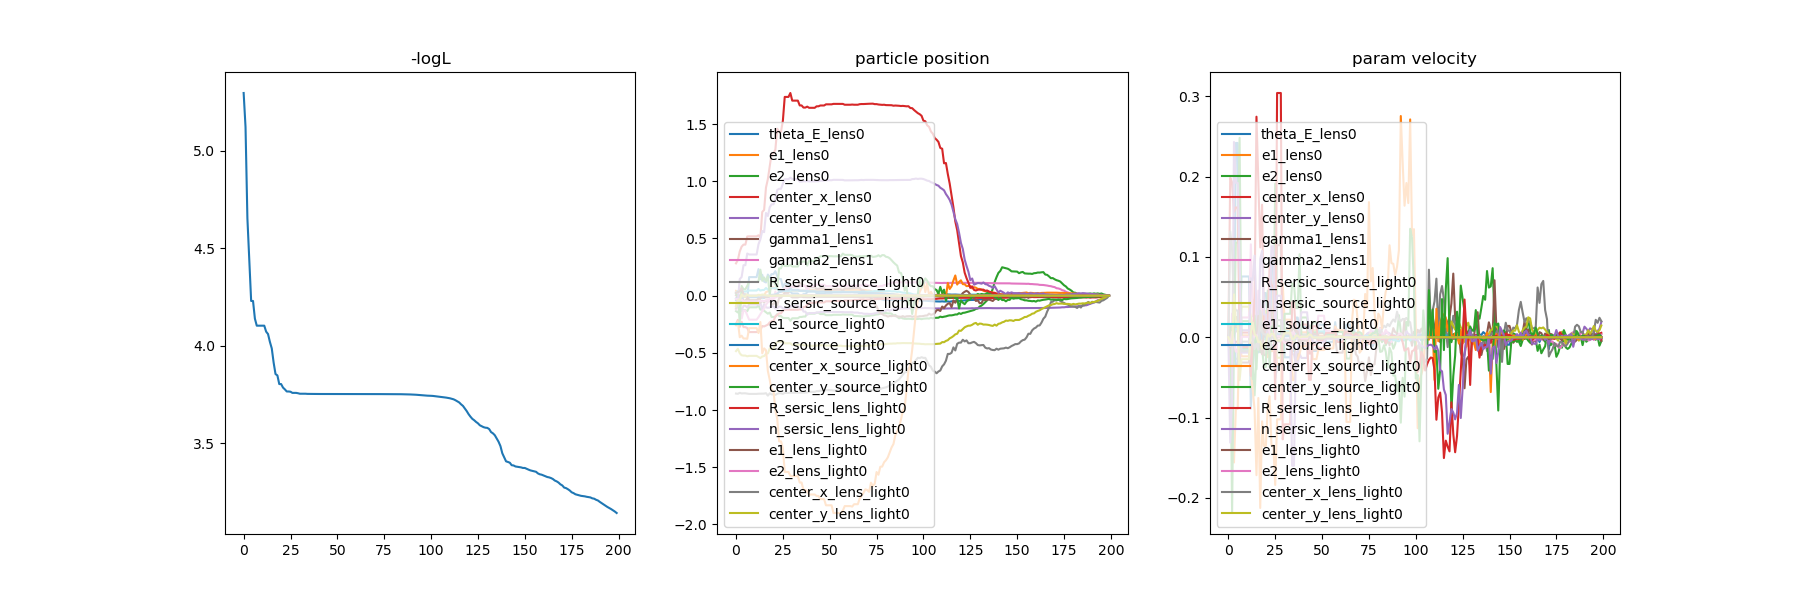 -logL
5.0
4.5
4.0
3.5
0 25 50 75 100 125 150 175 200
particle position
1.5
1.0
0.5
0.0
−0.5
−1.0
−1.5
−2.0
theta_E_lens0
e1_lens0
e2_lens0
center_x_lens0
center_y_lens0
gamma1_lens1
gamma2_lens1
R_sersic_source_light0
n_sersic_source_light0
e1_source_light0
e2_source_light0
center_x_source_light0
center_y_source_light0
R_sersic_lens_light0
n_sersic_lens_light0
e1_lens_light0
e2_lens_light0
center_x_lens_light0
center_y_lens_light0
0 25 50 75 100 125 150 175 200
param velocity
0.3
0.2
0.1
0.0
−0.1
−0.2
theta_E_lens0
e1_lens0
e2_lens0
center_x_lens0
center_y_lens0
gamma1_lens1
gamma2_lens1
R_sersic_source_light0
n_sersic_source_light0
e1_source_light0
e2_source_light0
center_x_source_light0
center_y_source_light0
R_sersic_lens_light0
n_sersic_lens_light0
e1_lens_light0
e2_lens_light0
center_x_lens_light0
center_y_lens_light0
0 25 50 75 100 125 150 175 200